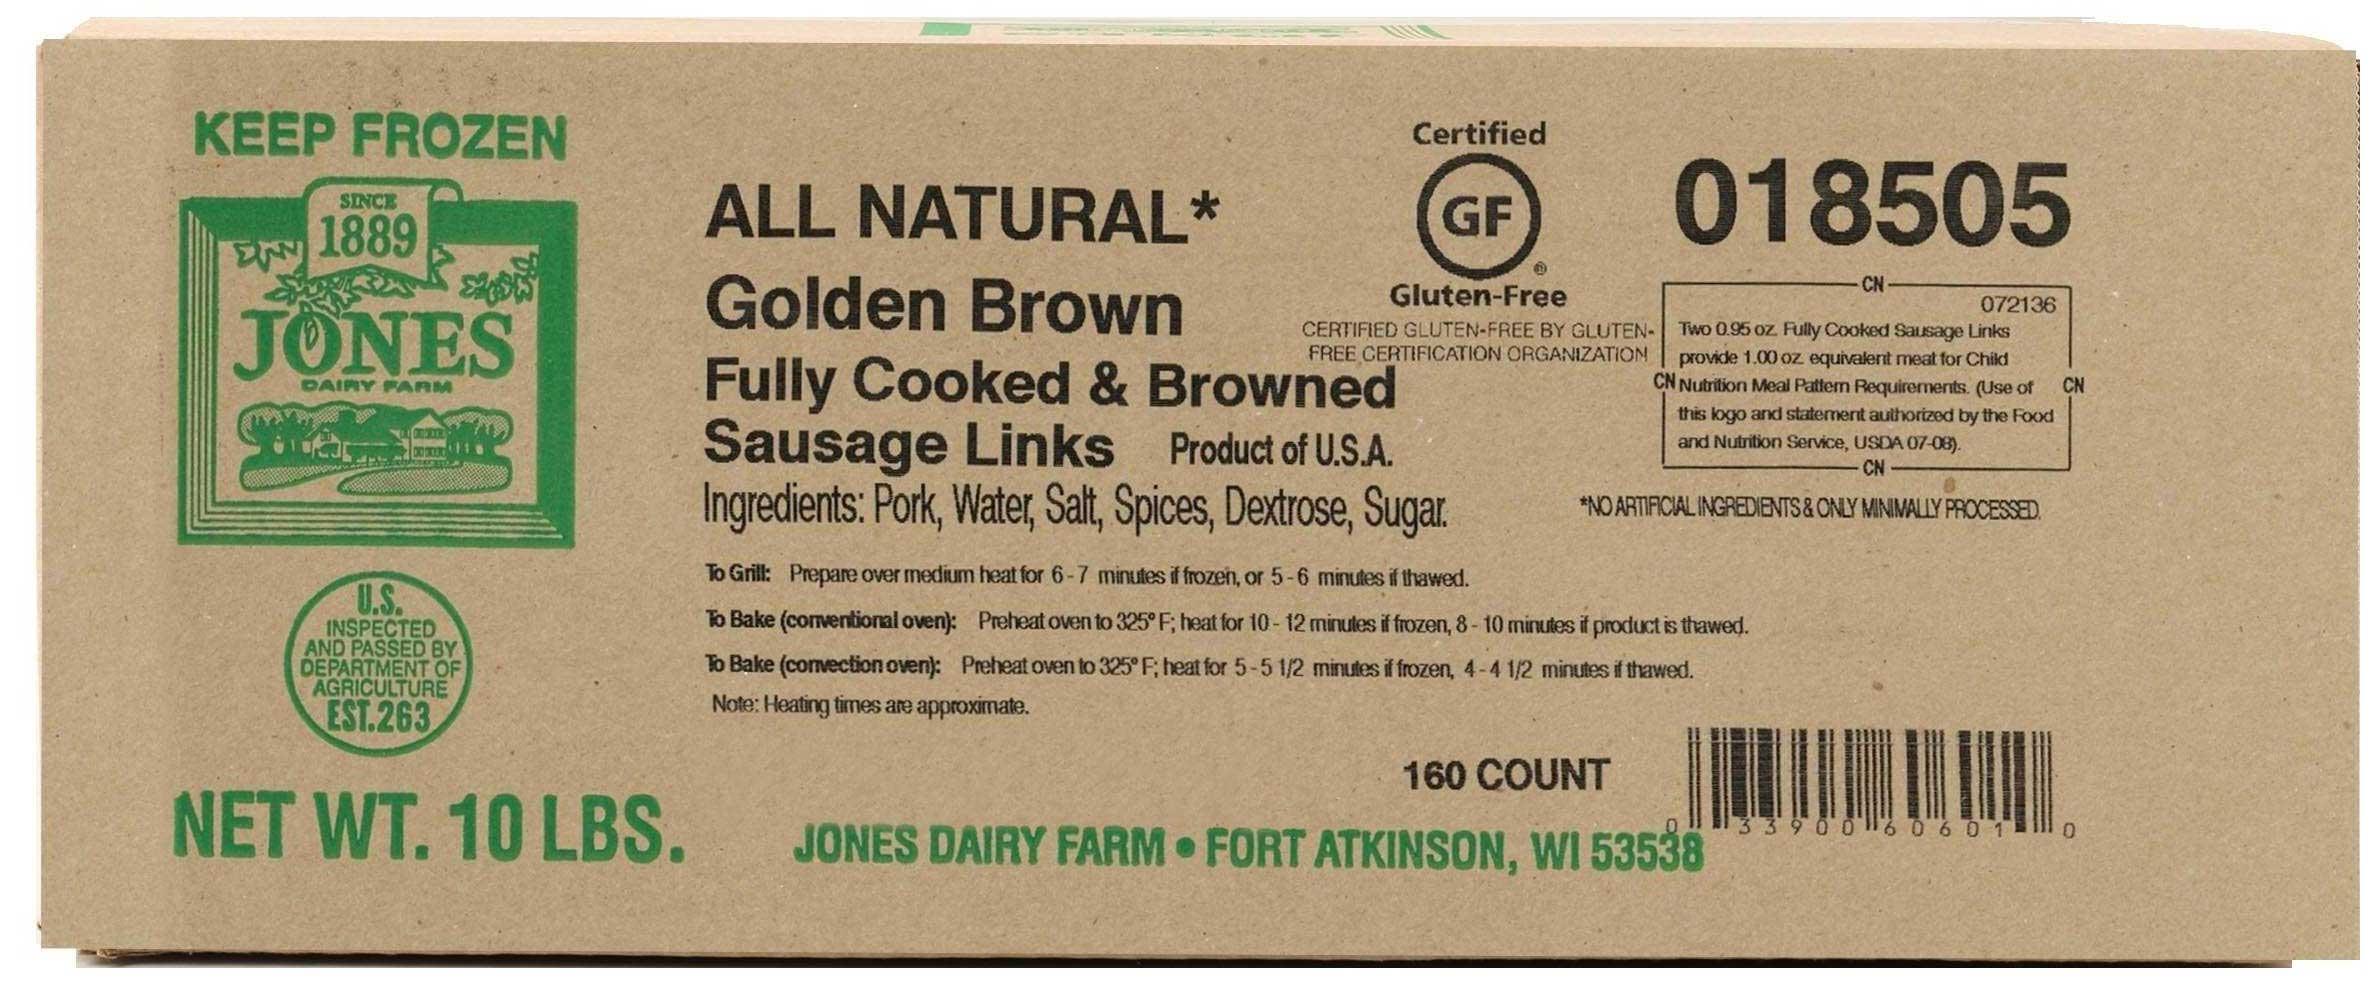 KEEP FROZEN
SINCE
1889
JONES
DAIRY FARM
U.S.
INSPECTED
AND PASSED BY
DEPARTMENT OF
AGRICULTURE
EST.263
NET WT. 10 LBS.
ALL NATURAL*
Golden Brown
Fully Cooked & Browned
Sausage Links Product of U.S.A.
Ingredients: Pork, Water, Salt, Spices, Dextrose, Sugar.
Certified
GF
®
Gluten-Free
CERTIFIED GLUTEN-FREE BY GLUTEN-
FREE CERTIFICATION ORGANIZATION
018505
CN
072136
Two 0.95 oz. Fully Cooked Sausage Links
provide 1.00 oz. equivalent meat for Child
CN Nutrition Meal Pattern Requirements. (Use of CN
this logo and statement authorized by the Food
and Nutrition Service, USDA 07-08).
CN
*NO ARTIFICIAL INGREDIENTS & ONLY MINIMALLY PROCESSED.
To Grill: Prepare over medium heat for 6 - 7 minutes if frozen, or 5 - 6 minutes if thawed.
To Bake (conventional oven): Preheat oven to 325° F; heat for 10 - 12 minutes if frozen, 8 - 10 minutes if product is thawed.
To Bake (convection oven): Preheat oven to 325° F; heat for 5 - 5 1/2 minutes if frozen, 4 - 4 1/2 minutes if thawed.
Note: Heating times are approximate.
160 COUNT
0 33900 60601 0
JONES DAIRY FARM • FORT ATKINSON, WI 53538